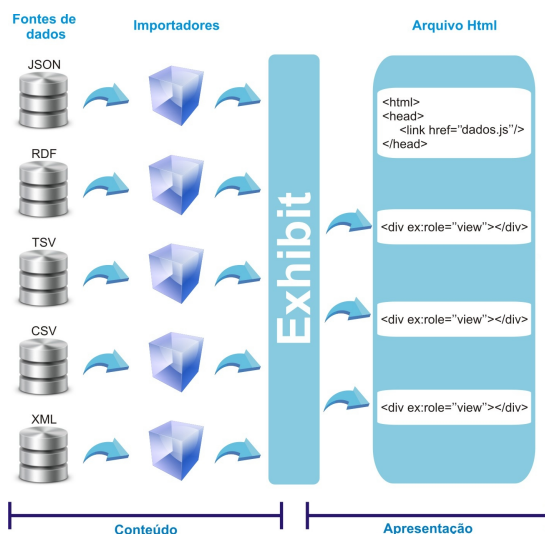 Fontes de
dados
Importadores
Arquivo Html
JSON
RDF
TSV
CSV
XML
Exhibit
<html>
<head>
<link href="dados.js"/>
</head>
<div ex:role="view"></div>
<div ex:role="view"></div>
<div ex:role="view"></div>
Conteúdo
Apresentação